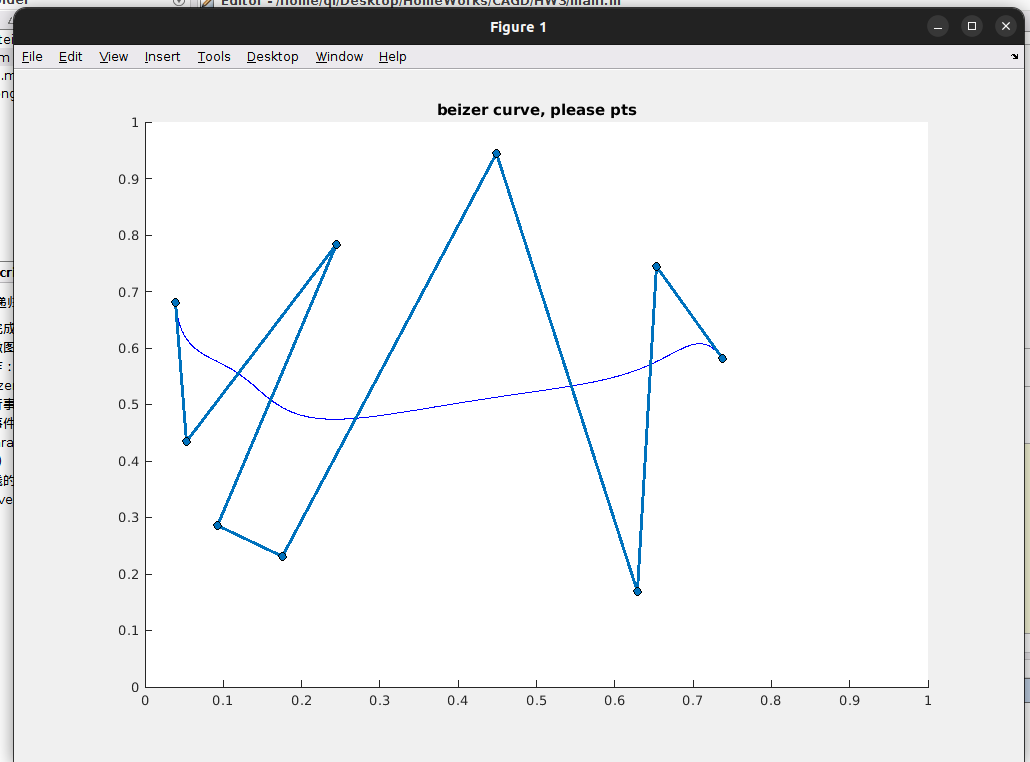 Editor - /home/qi/Desktop/HomeWorks/CAGD/HW3/main.m
Figure 1
File Edit View Insert Tools Desktop Window Help
beizer curve, please pts
1
0.9
0.8
0.7
0.6
0.5
0.4
0.3
0.2
0.1
0
0 0.1 0.2 0.3 0.4 0.5 0.6 0.7 0.8 0.9 1